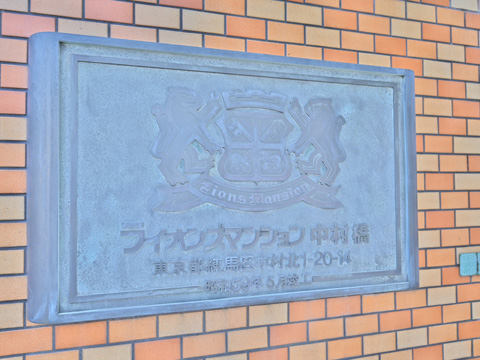 Lions Mansion
ライオンズマンション中村橋
東京都練馬区中村北1-20-14